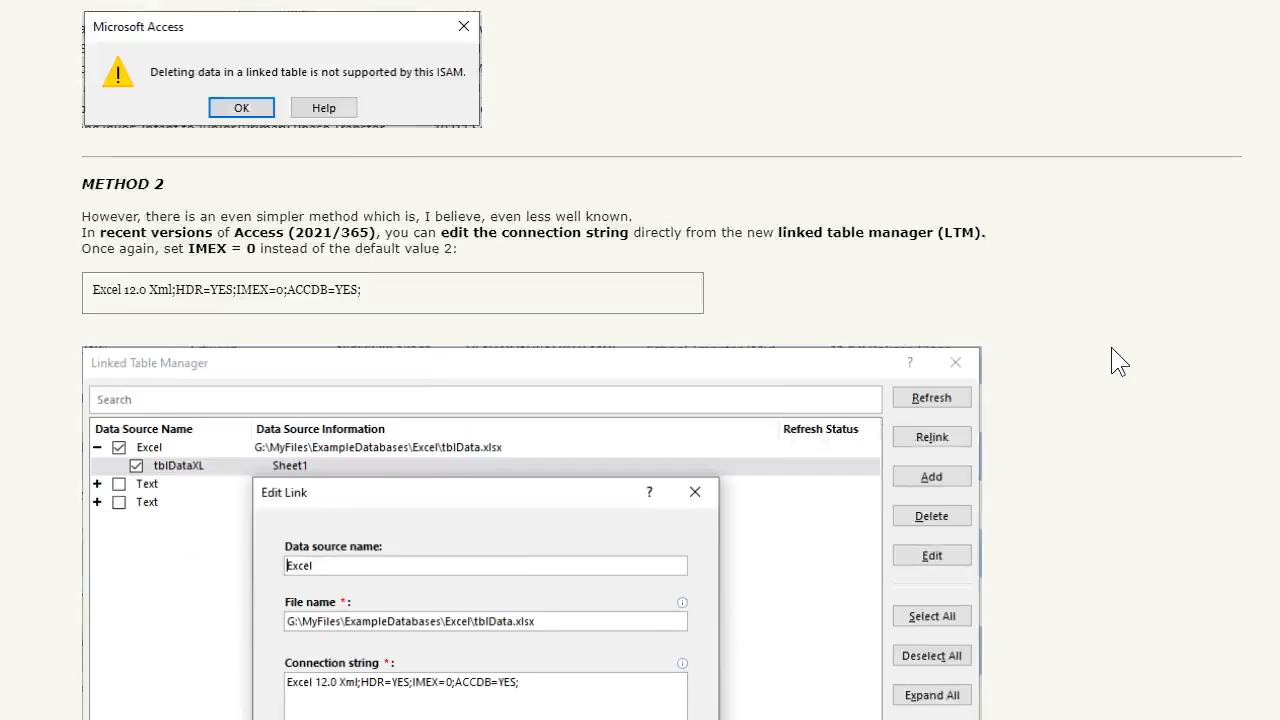 Microsoft Access
Deleting data in a linked table is not supported by this ISAM.
OK Help
METHOD 2
However, there is an even simpler method which is, I believe, even less well known.
In recent versions of Access (2021/365), you can edit the connection string directly from the new linked table manager (LTM).
Once again, set IMEX = 0 instead of the default value 2:
Excel 12.0 Xml;HDR=YES;IMEX=0;ACCDB=YES;
Linked Table Manager ?
Search
Refresh
Data Source Name Data Source Information Refresh Status
Excel G:\MyFiles\ExampleDatabases\Excel\tblData.xlsx
Relink
tblDataXL Sheet1
Text
Add
Text
Edit Link ?
Delete
Data source name:
Edit
Excel
File name * :
Select All
G:\MyFiles\ExampleDatabases\Excel\tblData.xlsx
Deselect All
Connection string * :
Excel 12.0 Xml;HDR=YES;IMEX=0;ACCDB=YES;
Expand All